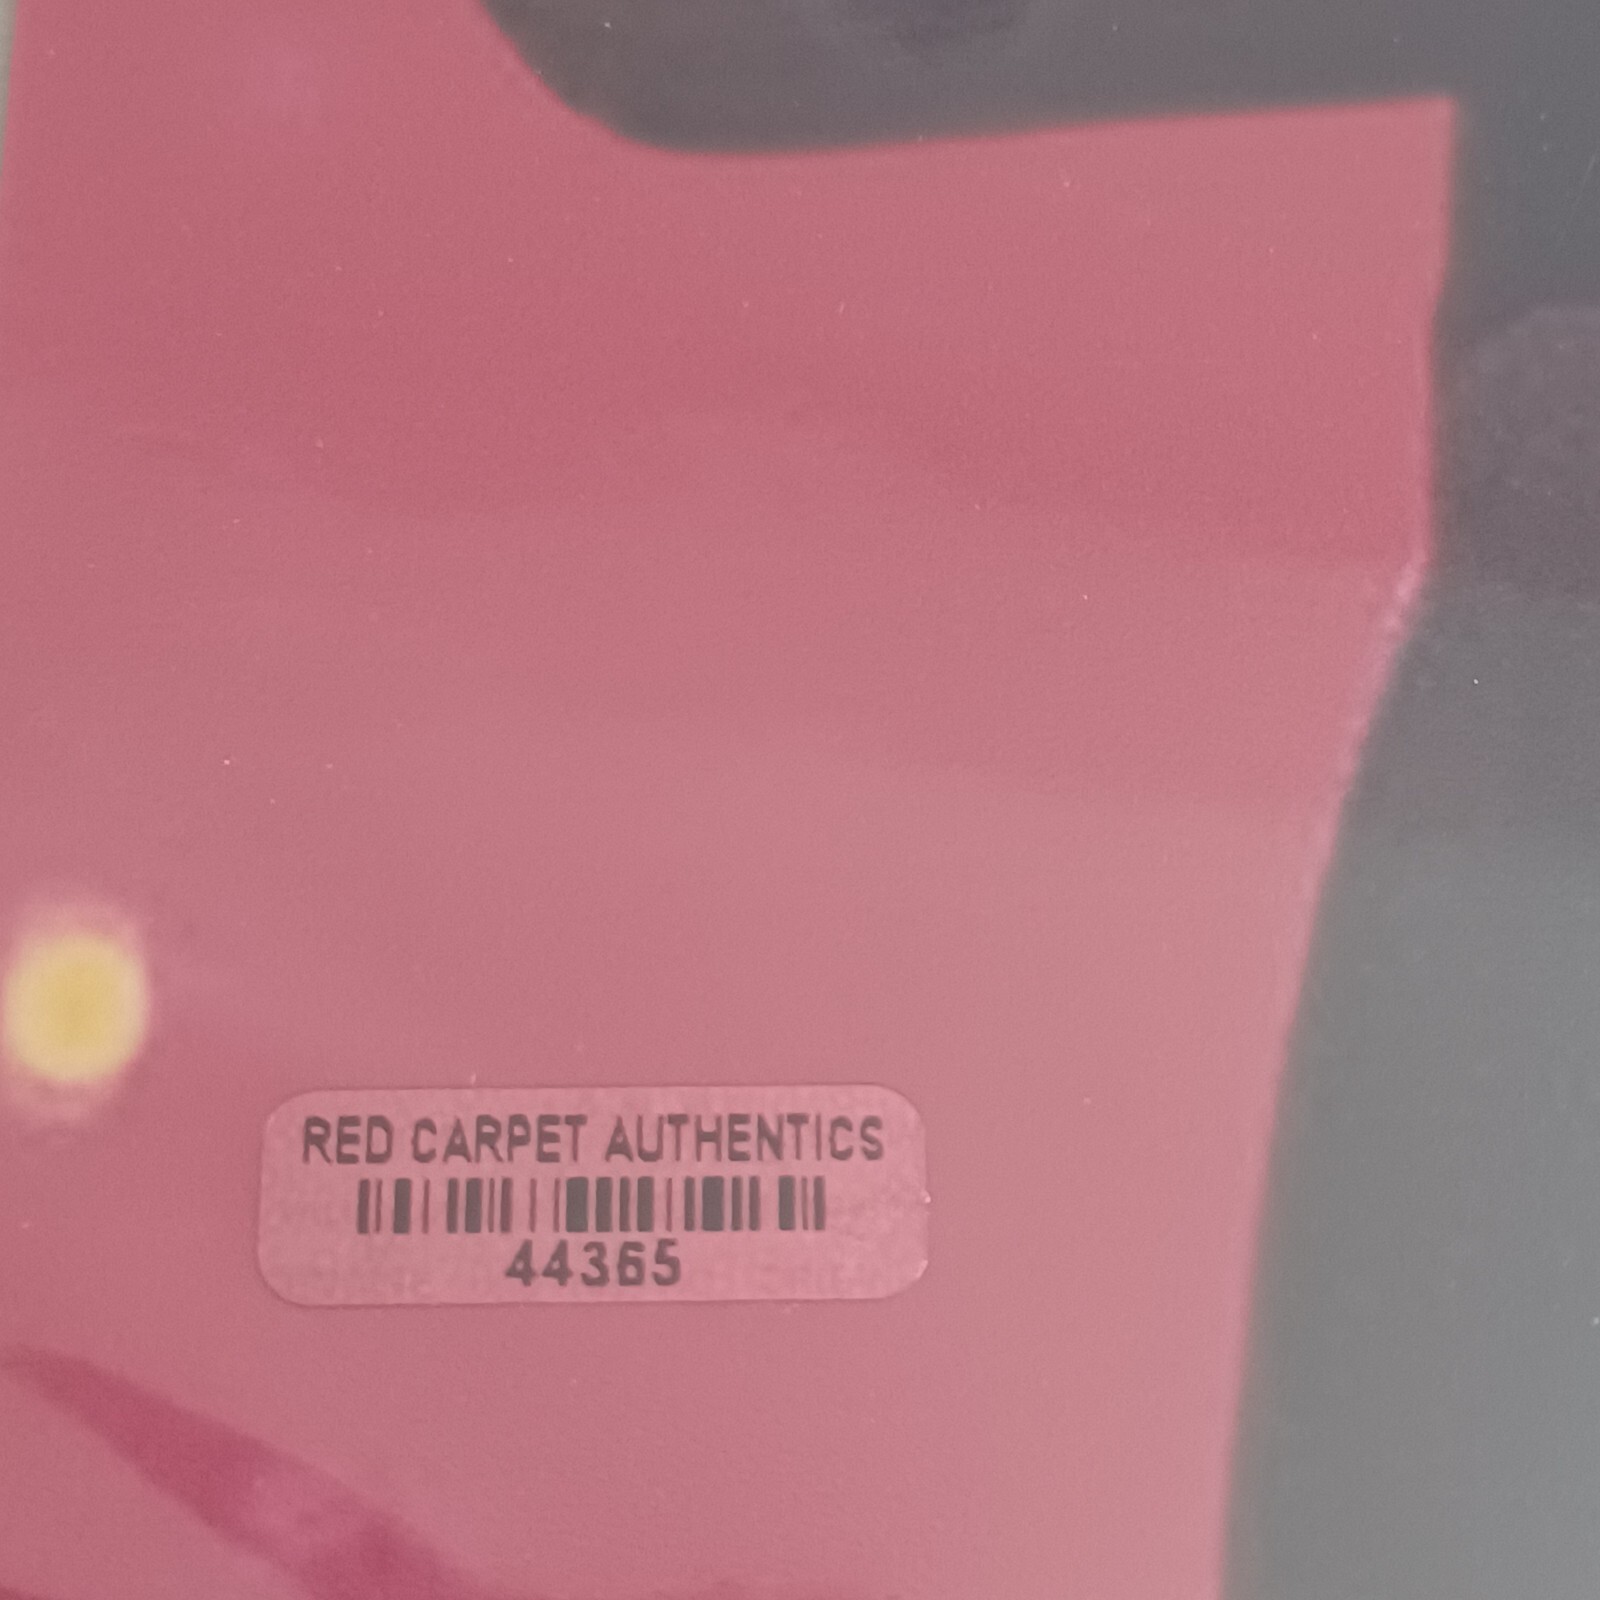 RED CARPET AUTHENTICS
44365